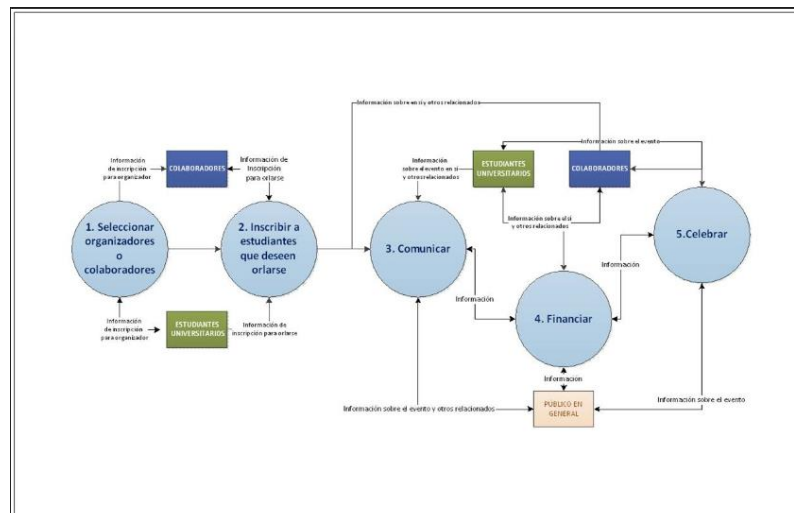 Información sobre en sí y otros relacionados
Información
de inscripción
para organizador
COLABORADORES
Información de
Inscripción
para orlarse
Información
sobre el evento en sí
y otros relacionados
ESTUDIANTES
UNIVERSITARIOS
Información sobre el evento
COLABORADORES
1. Seleccionar
organizadores
o
colaboradores
2. Inscribir a
estudiantes
que deseen
orlarse
3. Comunicar
Información sobre el sí
y otros relacionados
5.Celebrar
Información
Información
4. Financiar
Información
de inscripción
para organizador
ESTUDIANTES
UNIVERSITARIOS
Información de
inscripción para orlarse
Información
Información sobre el evento y otros relacionados
PÚBLICO EN
GENERAL
Información sobre el evento